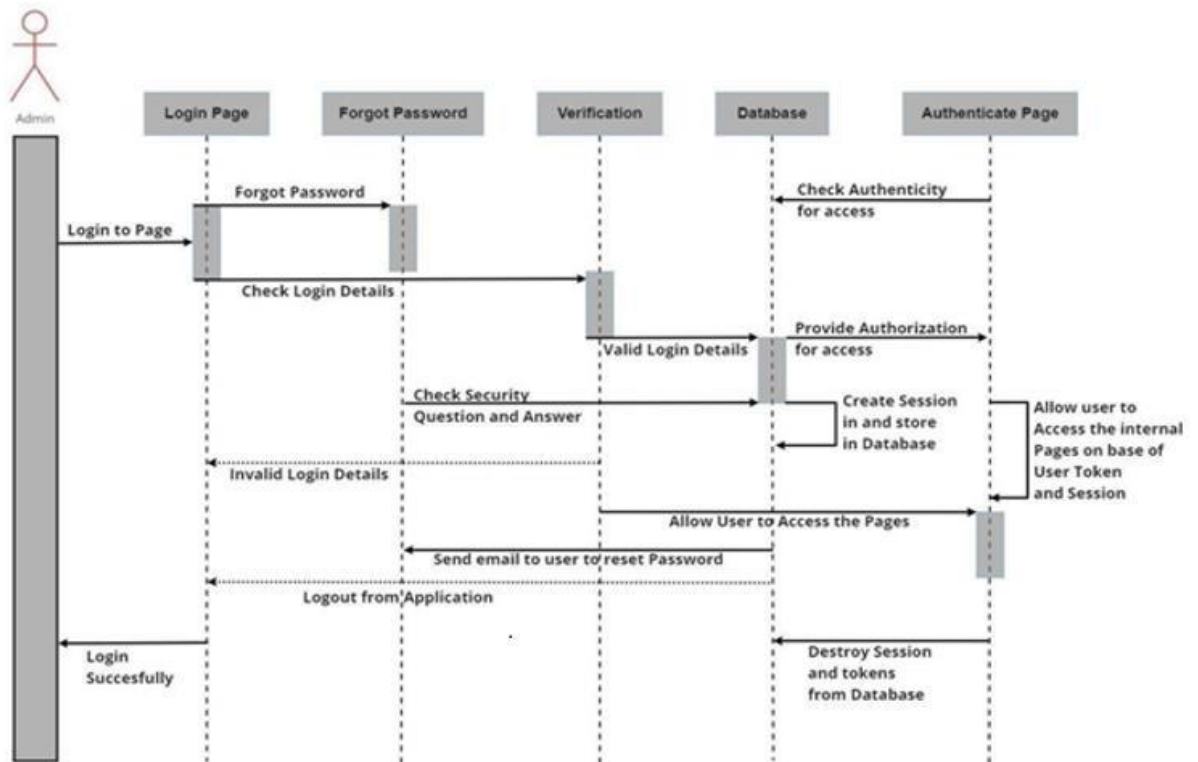 Admin
Login Page
Forgot Password
Verification
Database
Authenticate Page
Forgot Password
Check Authenticity
for access
Login to Page
Check Login Details
Provide Authorization
for access
Valid Login Details
Check Security
Question and Answer
Create Session
in and store
in Database
Allow user to
Access the internal
Pages on base of
User Token
and Session
Invalid Login Details
Allow User to Access the Pages
Send email to user to reset Password
Logout from Application
Login
Succesfully
Destroy Session
and tokens
from Database